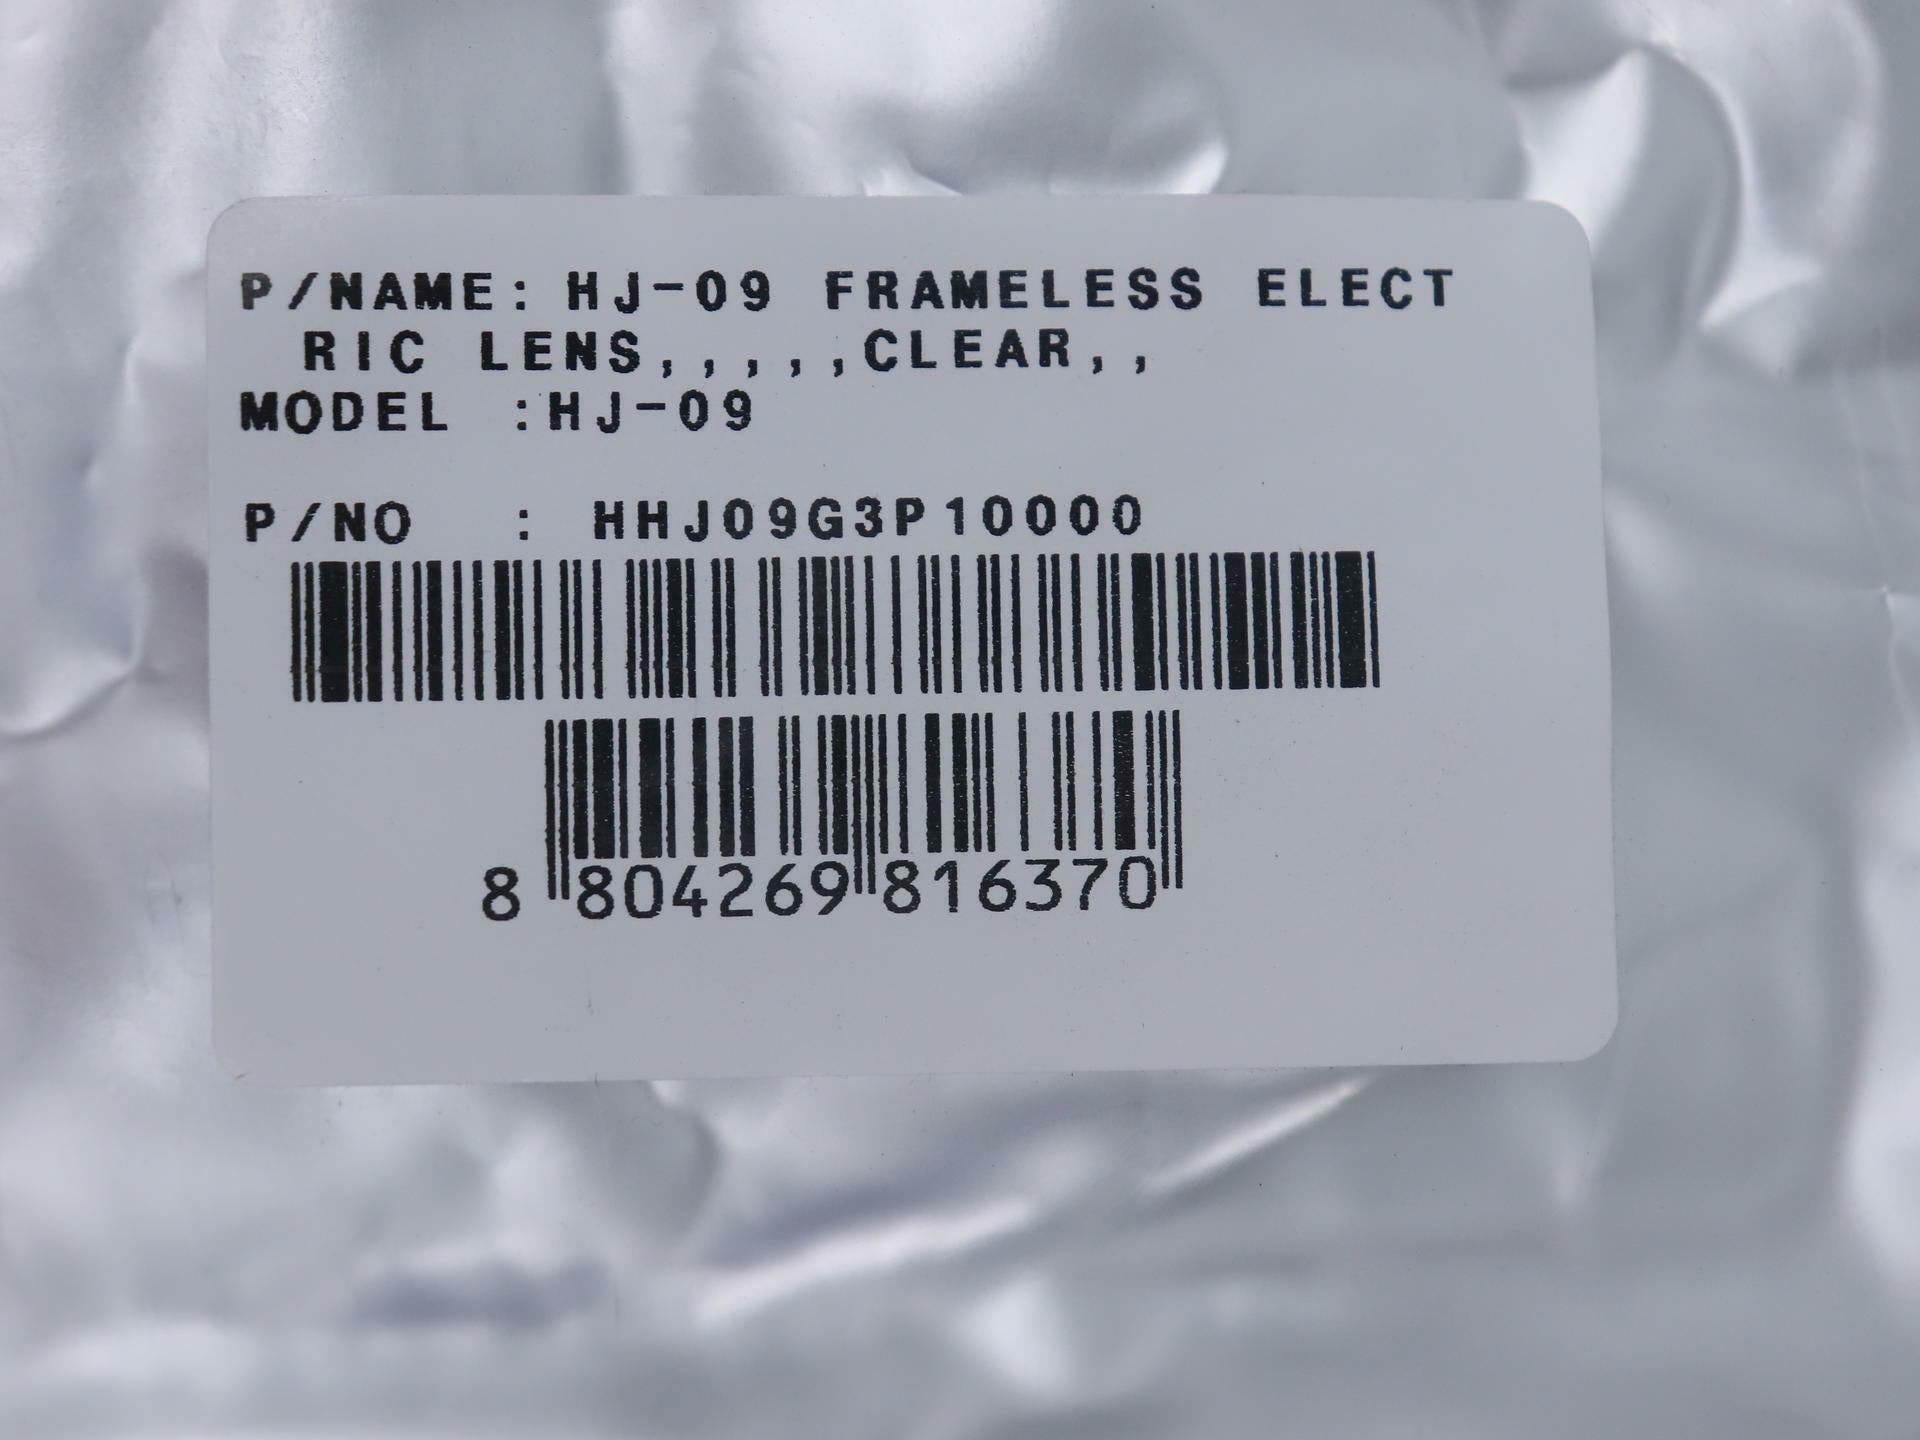 P/NAME: HJ-09 FRAMELESS ELECT
RIC LENS,,,,,CLEAR,,
MODEL :HJ-09
P/NO : HHJ09G3P10000
8 804269 816370